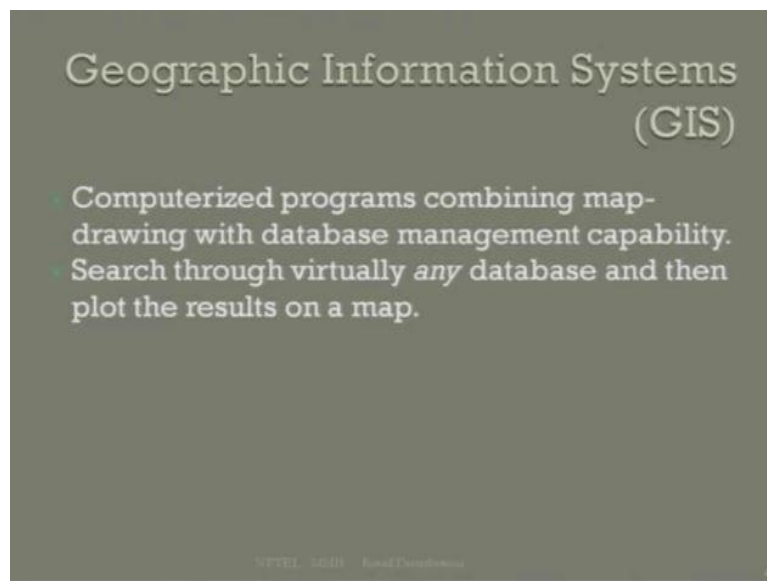 Geographic Information Systems
(GIS)
Computerized programs combining map-
drawing with database management capability.
Search through virtually any database and then
plot the results on a map.
NPTEL